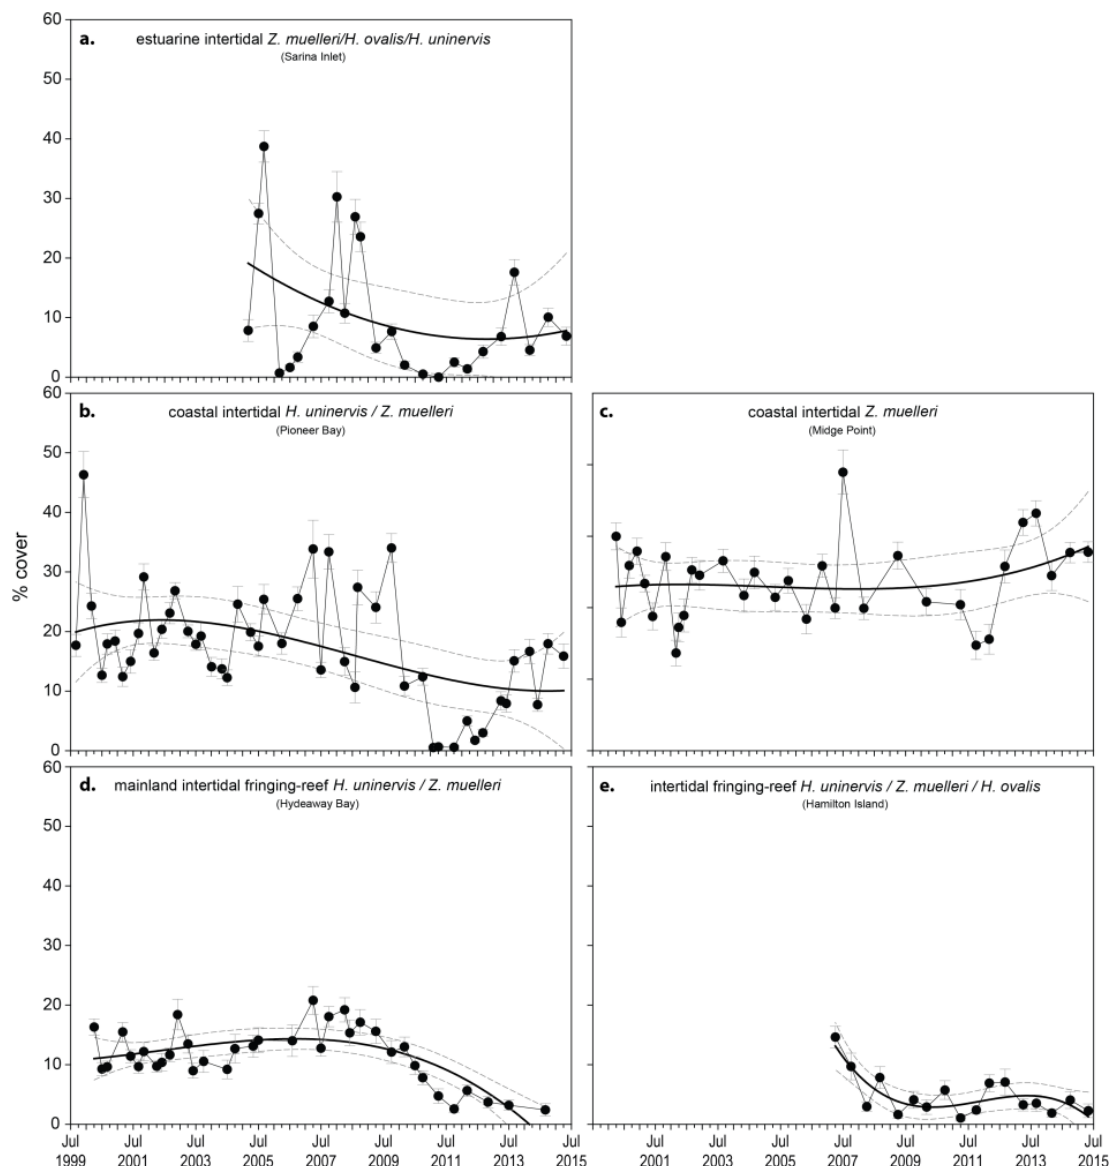 60
a. estuarine intertidal Z. muelleri/H. ovalis/H. uninervis
(Sarina Inlet)
50
40
30
20
10
0
60
b. coastal intertidal H. uninervis / Z. muelleri
(Pioneer Bay)
50
40
30
20
10
0
% cover
c. coastal intertidal Z. muelleri
(Midge Point)
60
d. mainland intertidal fringing-reef H. uninervis / Z. muelleri
(Hydeaway Bay)
50
40
30
20
10
0
e. intertidal fringing-reef H. uninervis / Z. muelleri / H. ovalis
(Hamilton Island)
Jul Jul Jul Jul Jul Jul Jul Jul Jul
1999 2001 2003 2005 2007 2009 2011 2013 2015
Jul Jul Jul Jul Jul Jul Jul Jul
2001 2003 2005 2007 2009 2011 2013 2015